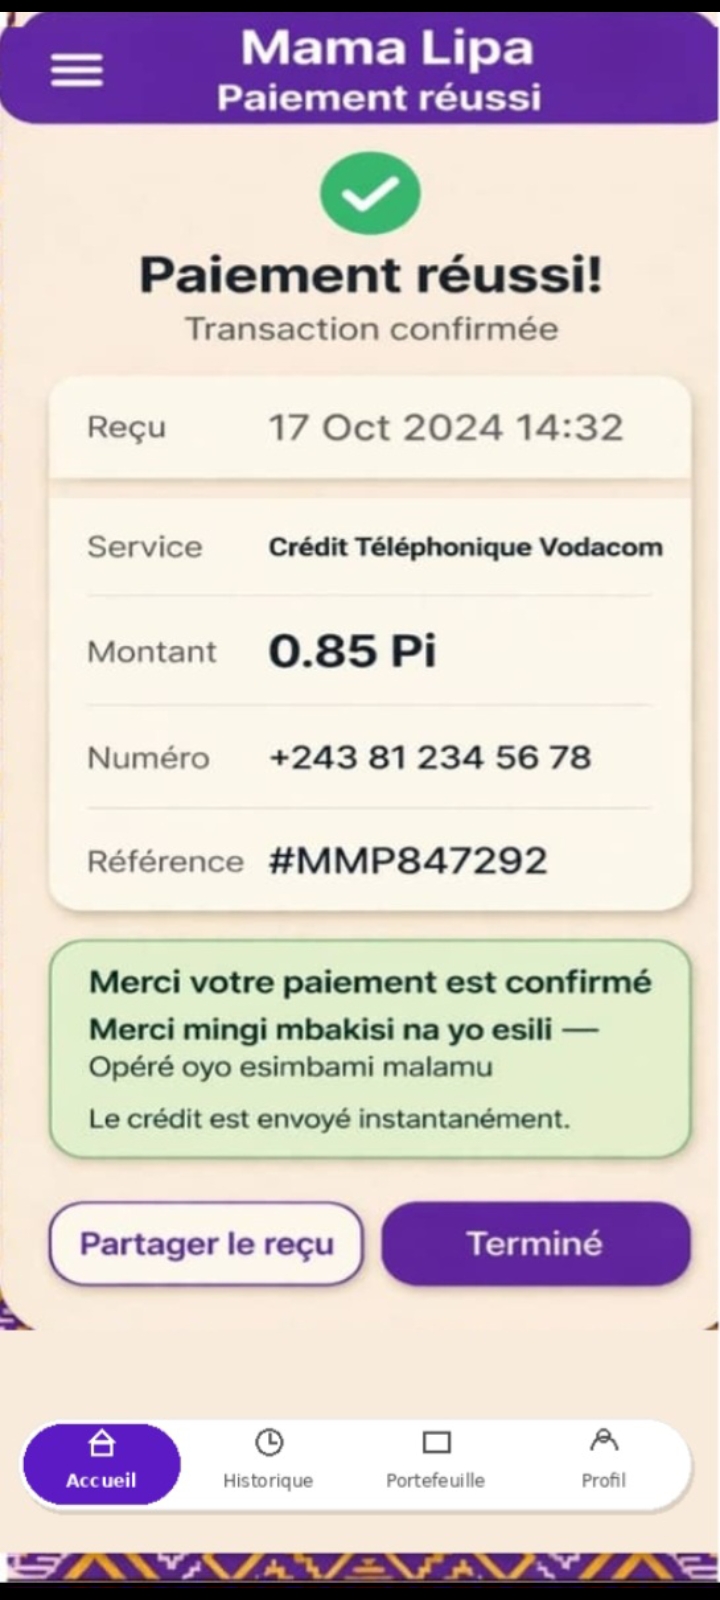 Mama Lipa
Paiement réussi
Paiement réussi!
Transaction confirmée
Reçu 17 Oct 2024 14:32
Service Crédit Téléphonique Vodacom
Montant 0.85 Pi
Numéro +243 81 234 56 78
Référence #MMP847292
Merci votre paiement est confirmé
Merci mingi mbakisi na yo esili —
Opéré oyo esimbami malamu
Le crédit est envoyé instantanément.
Partager le reçu Terminé
Accueil Historique Portefeuille Profil